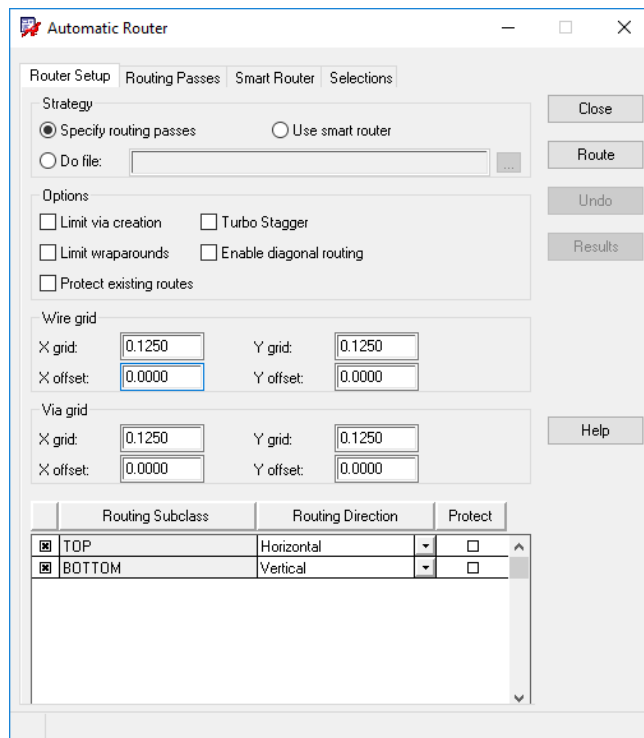 Automatic Router
Router Setup Routing Passes Smart Router Selections
Strategy
Specify routing passes Use smart router
Do file: ...
Close
Route
Undo
Results
Options
Limit via creation Turbo Stagger
Limit wraparounds Enable diagonal routing
Protect existing routes
Wire grid
X grid: 0.1250 Y grid: 0.1250
X offset: 0.0000 Y offset: 0.0000
Via grid
X grid: 0.1250 Y grid: 0.1250
X offset: 0.0000 Y offset: 0.0000
Help
Routing Subclass Routing Direction Protect
TOP Horizontal
BOTTOM Vertical